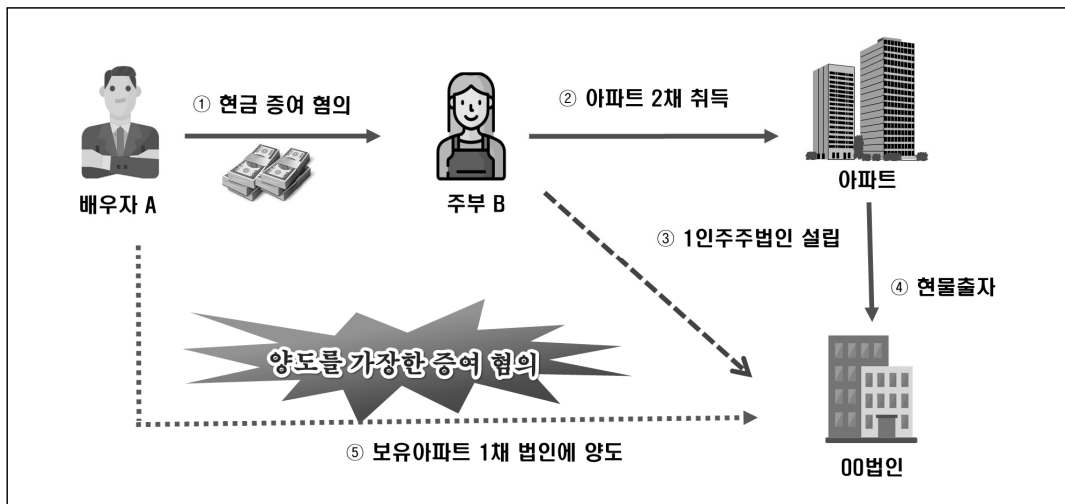 ① 현금 증여 혐의
② 아파트 2채 취득
배우자 A
주부 B
아파트
③ 1인주주법인 설립
④ 현물출자
양도를 가장한 증여 혐의
⑤ 보유아파트 1채 법인에 양도
00법인